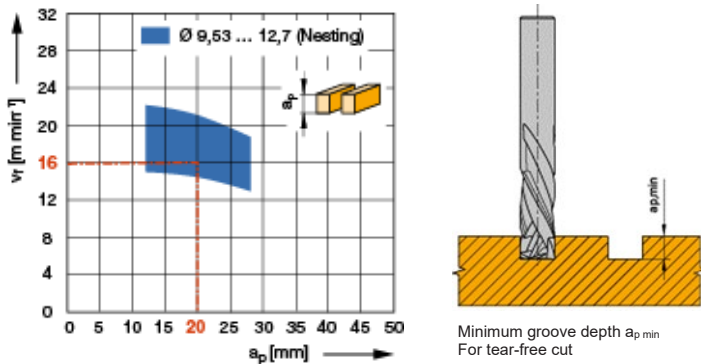 32
28
24
20
16
12
8
4
0
vf [m min⁻¹]
Ø 9,53 ... 12,7 (Nesting)
ap
0 5 10 15 20 25 30 35 40 45 50
ap [mm]
ap,min
Minimum groove depth ap min
For tear-free cut